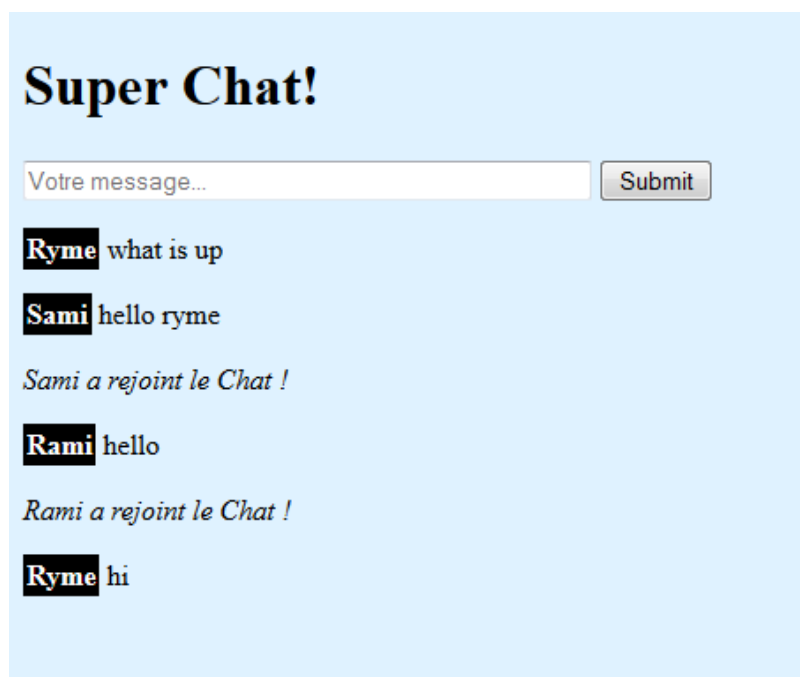 Super Chat!
Votre message...
Submit
Ryme what is up
Sami hello ryme
Sami a rejoint le Chat !
Rami hello
Rami a rejoint le Chat !
Ryme hi